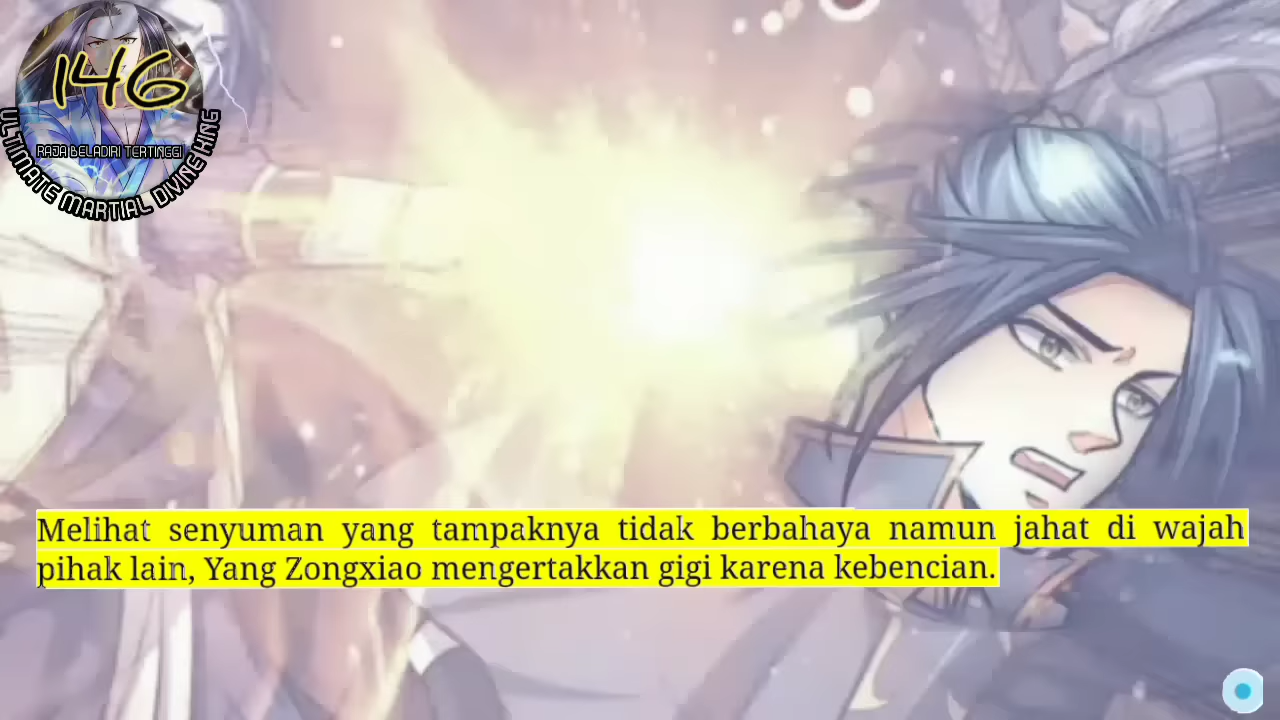 146
RAJA BELADIRI TERTINGGI
ULTIMATE MARTIAL DIVINE KING
Melihat senyuman yang tampaknya tidak berbahaya namun jahat di wajah
pihak lain, Yang Zongxiao mengertakkan gigi karena kebencian.